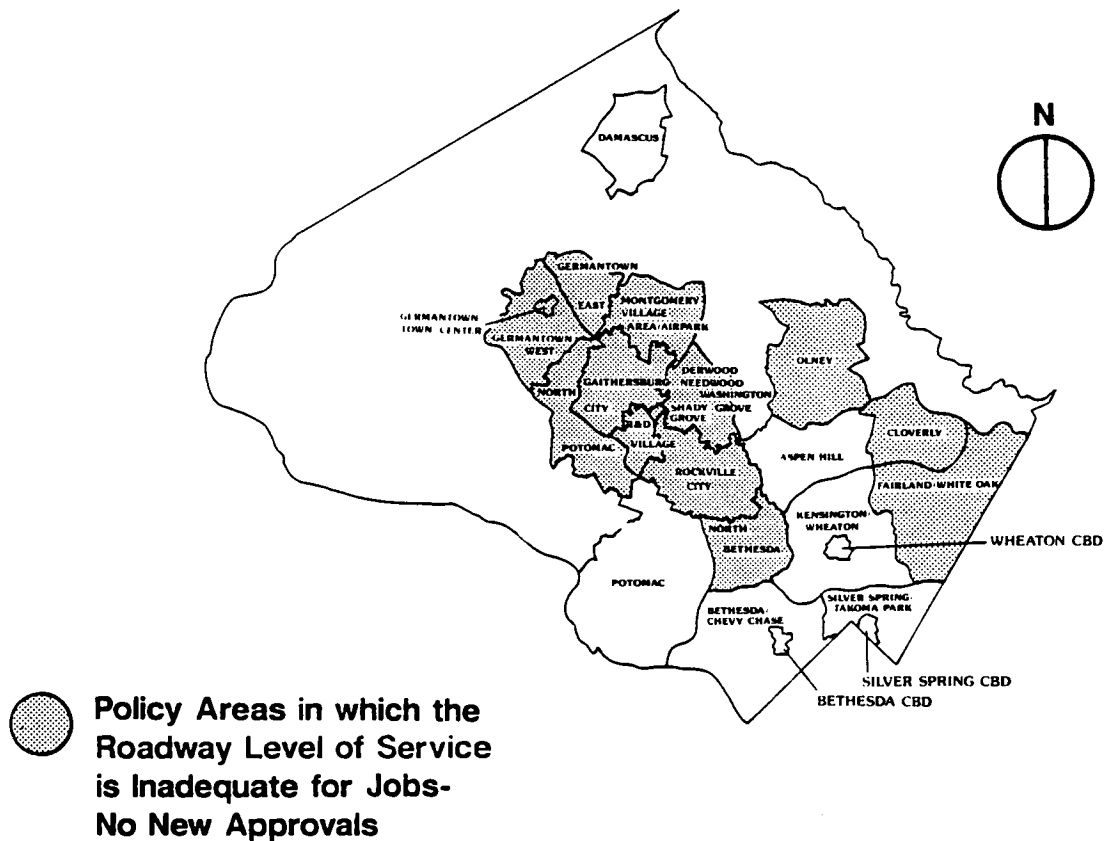 N
DAMASCUS
GERMANTOWN
EAST
MONTGOMERY
VILLAGE
AREA/AIRPARK
GERMANTOWN
TOWN CENTER
GERMANTOWN
WEST
OLNEY
DERWOOD
NEEDWOOD
WASHINGTON
GROVE
SHADY
GROVE
GAITHERSBURG
CITY
NORTH
POTOMAC
R&D
VILLAGE
CLOVERLY
ASPEN HILL
ROCKVILLE
CITY
FAIRLAND-WHITE OAK
KENSINGTON-
WHEATON
NORTH
BETHESDA
WHEATON CBD
POTOMAC
SILVER SPRING-
TAKOMA PARK
BETHESDA-
CHEVY CHASE
SILVER SPRING CBD
BETHESDA CBD
Policy Areas in which the
Roadway Level of Service
is Inadequate for Jobs-
No New Approvals